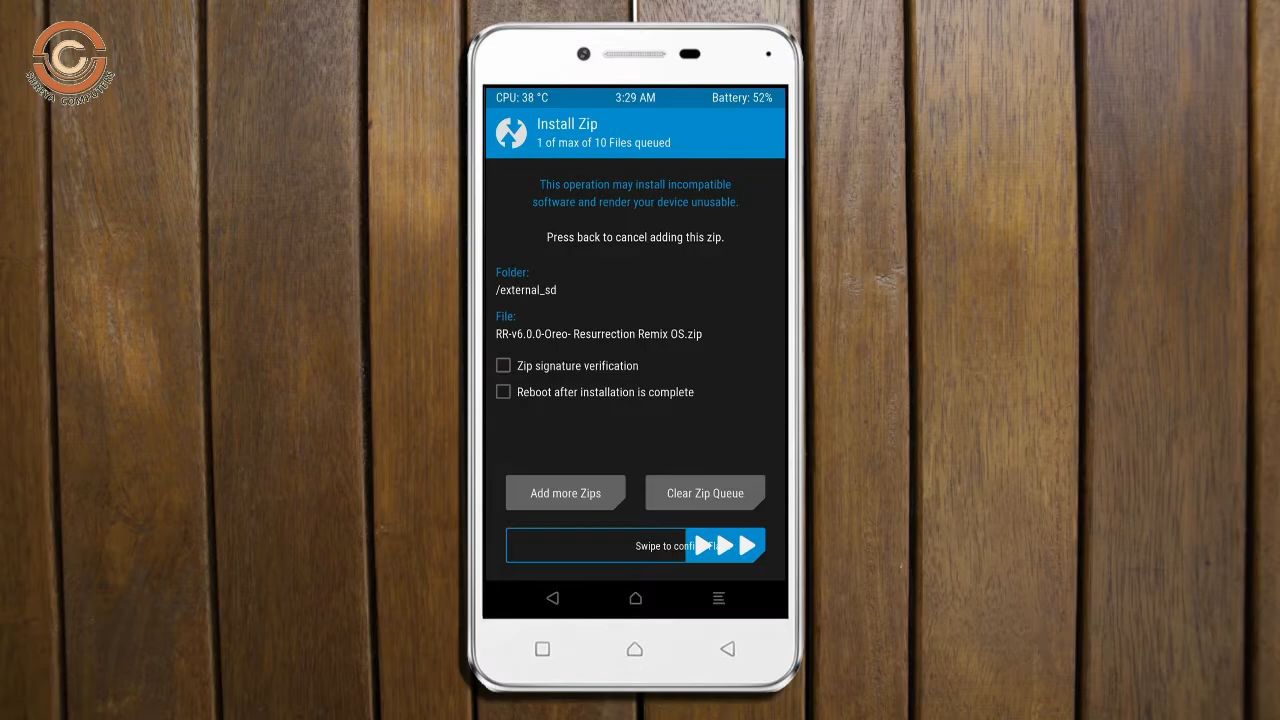 C
SHREYA COMPUTERS
CPU: 38 °C 3:29 AM Battery: 52%
Install Zip
1 of max of 10 Files queued
This operation may install incompatible
software and render your device unusable.
Press back to cancel adding this zip.
Folder:
/external_sd
File:
RR-v6.0.0-Oreo- Resurrection Remix OS.zip
Zip signature verification
Reboot after installation is complete
Add more Zips Clear Zip Queue
Swipe to